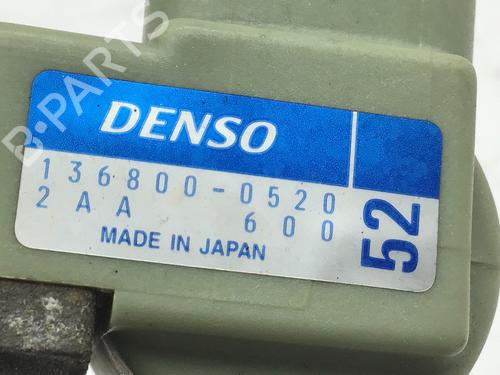 B-PARTS
DENSO
136800-0520
2AA 600
MADE IN JAPAN
52